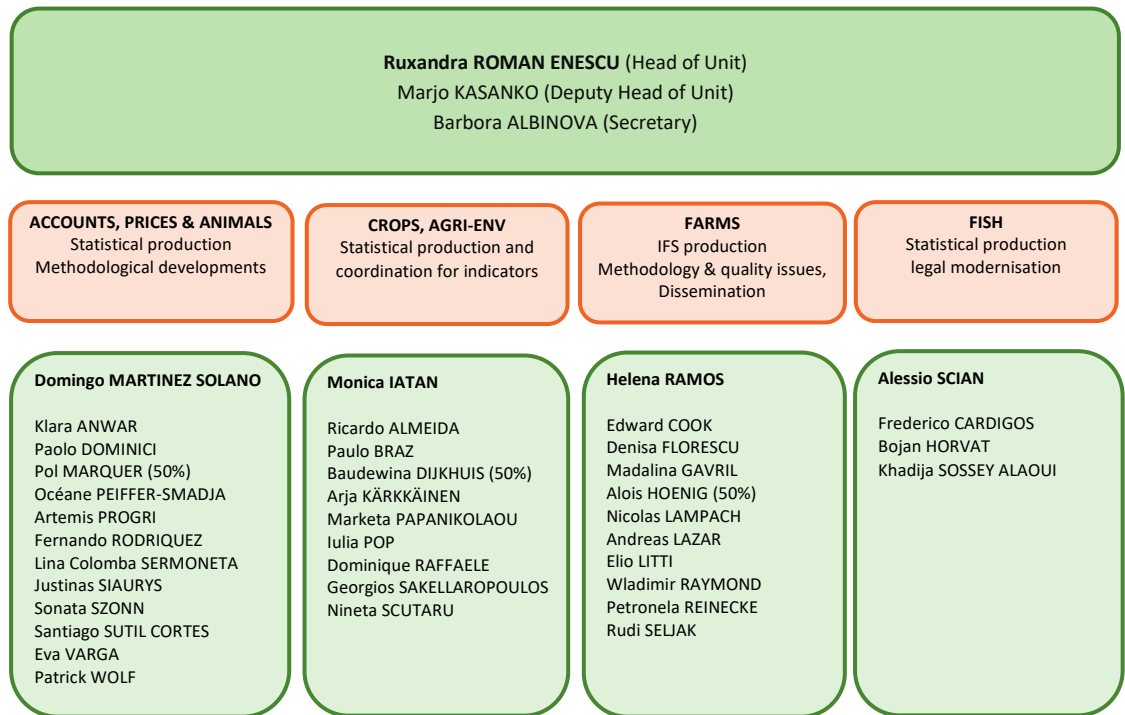 Ruxandra ROMAN ENESCU (Head of Unit)
Marjo KASANKO (Deputy Head of Unit)
Barbora ALBINOVA (Secretary)
ACCOUNTS, PRICES & ANIMALS
Statistical production
Methodological developments
CROPS, AGRI-ENV
Statistical production and
coordination for indicators
FARMS
IFS production
Methodology & quality issues,
Dissemination
FISH
Statistical production
legal modernisation
Domingo MARTINEZ SOLANO
Klara ANWAR
Paolo DOMINICI
Pol MARQUER (50%)
Océane PEIFFER-SMADJA
Artemis PROGRI
Fernando RODRIQUEZ
Lina Colomba SERMONETA
Justinas SIAURYS
Sonata SZONN
Santiago SUTIL CORTES
Eva VARGA
Patrick WOLF
Monica IATAN
Ricardo ALMEIDA
Paulo BRAZ
Baudewina DIJKHUIS (50%)
Arja KÄRKKÄINEN
Marketa PAPANIKOLAOU
Iulia POP
Dominique RAFFAELE
Georgios SAKELLAROPOULOS
Nineta SCUTARU
Helena RAMOS
Edward COOK
Denisa FLORESCU
Madalina GAVRIL
Alois HOENIG (50%)
Nicolas LAMPACH
Andreas LAZAR
Elio LITTI
Wladimir RAYMOND
Petronela REINECKE
Rudi SELJAK
Alessio SCIAN
Frederico CARDIGOS
Bojan HORVAT
Khadija SOSSEY ALAOUI